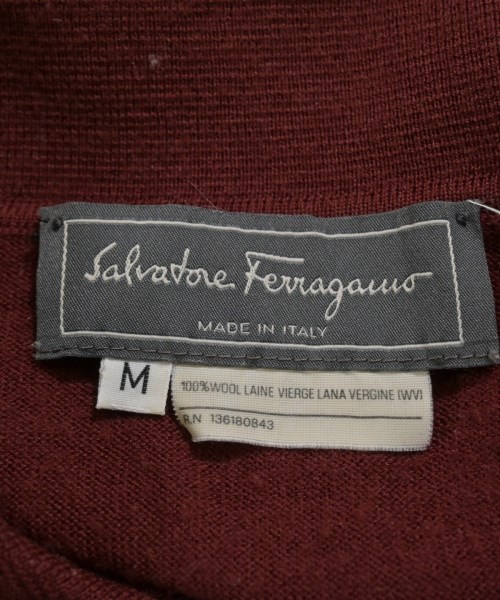 Salvatore Ferragamo
MADE IN ITALY
M
100% WOOL LAINE VIERGE LANA VERGINE (WV)
R.N 136180843